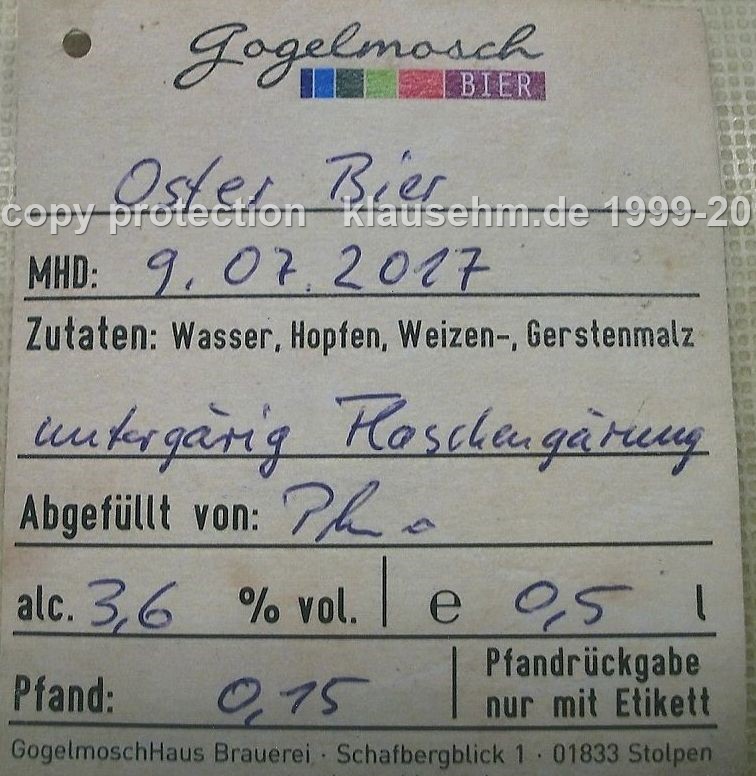 Gogelmosch
BIER
Oster Bier
copy protection klausehm.de 1999-20
MHD: 9.07.2017
Zutaten: Wasser, Hopfen, Weizen-, Gerstenmalz
untergärig Flaschengärung
Abgefüllt von:
alc. 3,6 % vol. e 0,5 l
Pfand: 0,15 Pfandrückgabe
nur mit Etikett
GogelmoschHaus Brauerei · Schafbergblick 1 · 01833 Stolpen